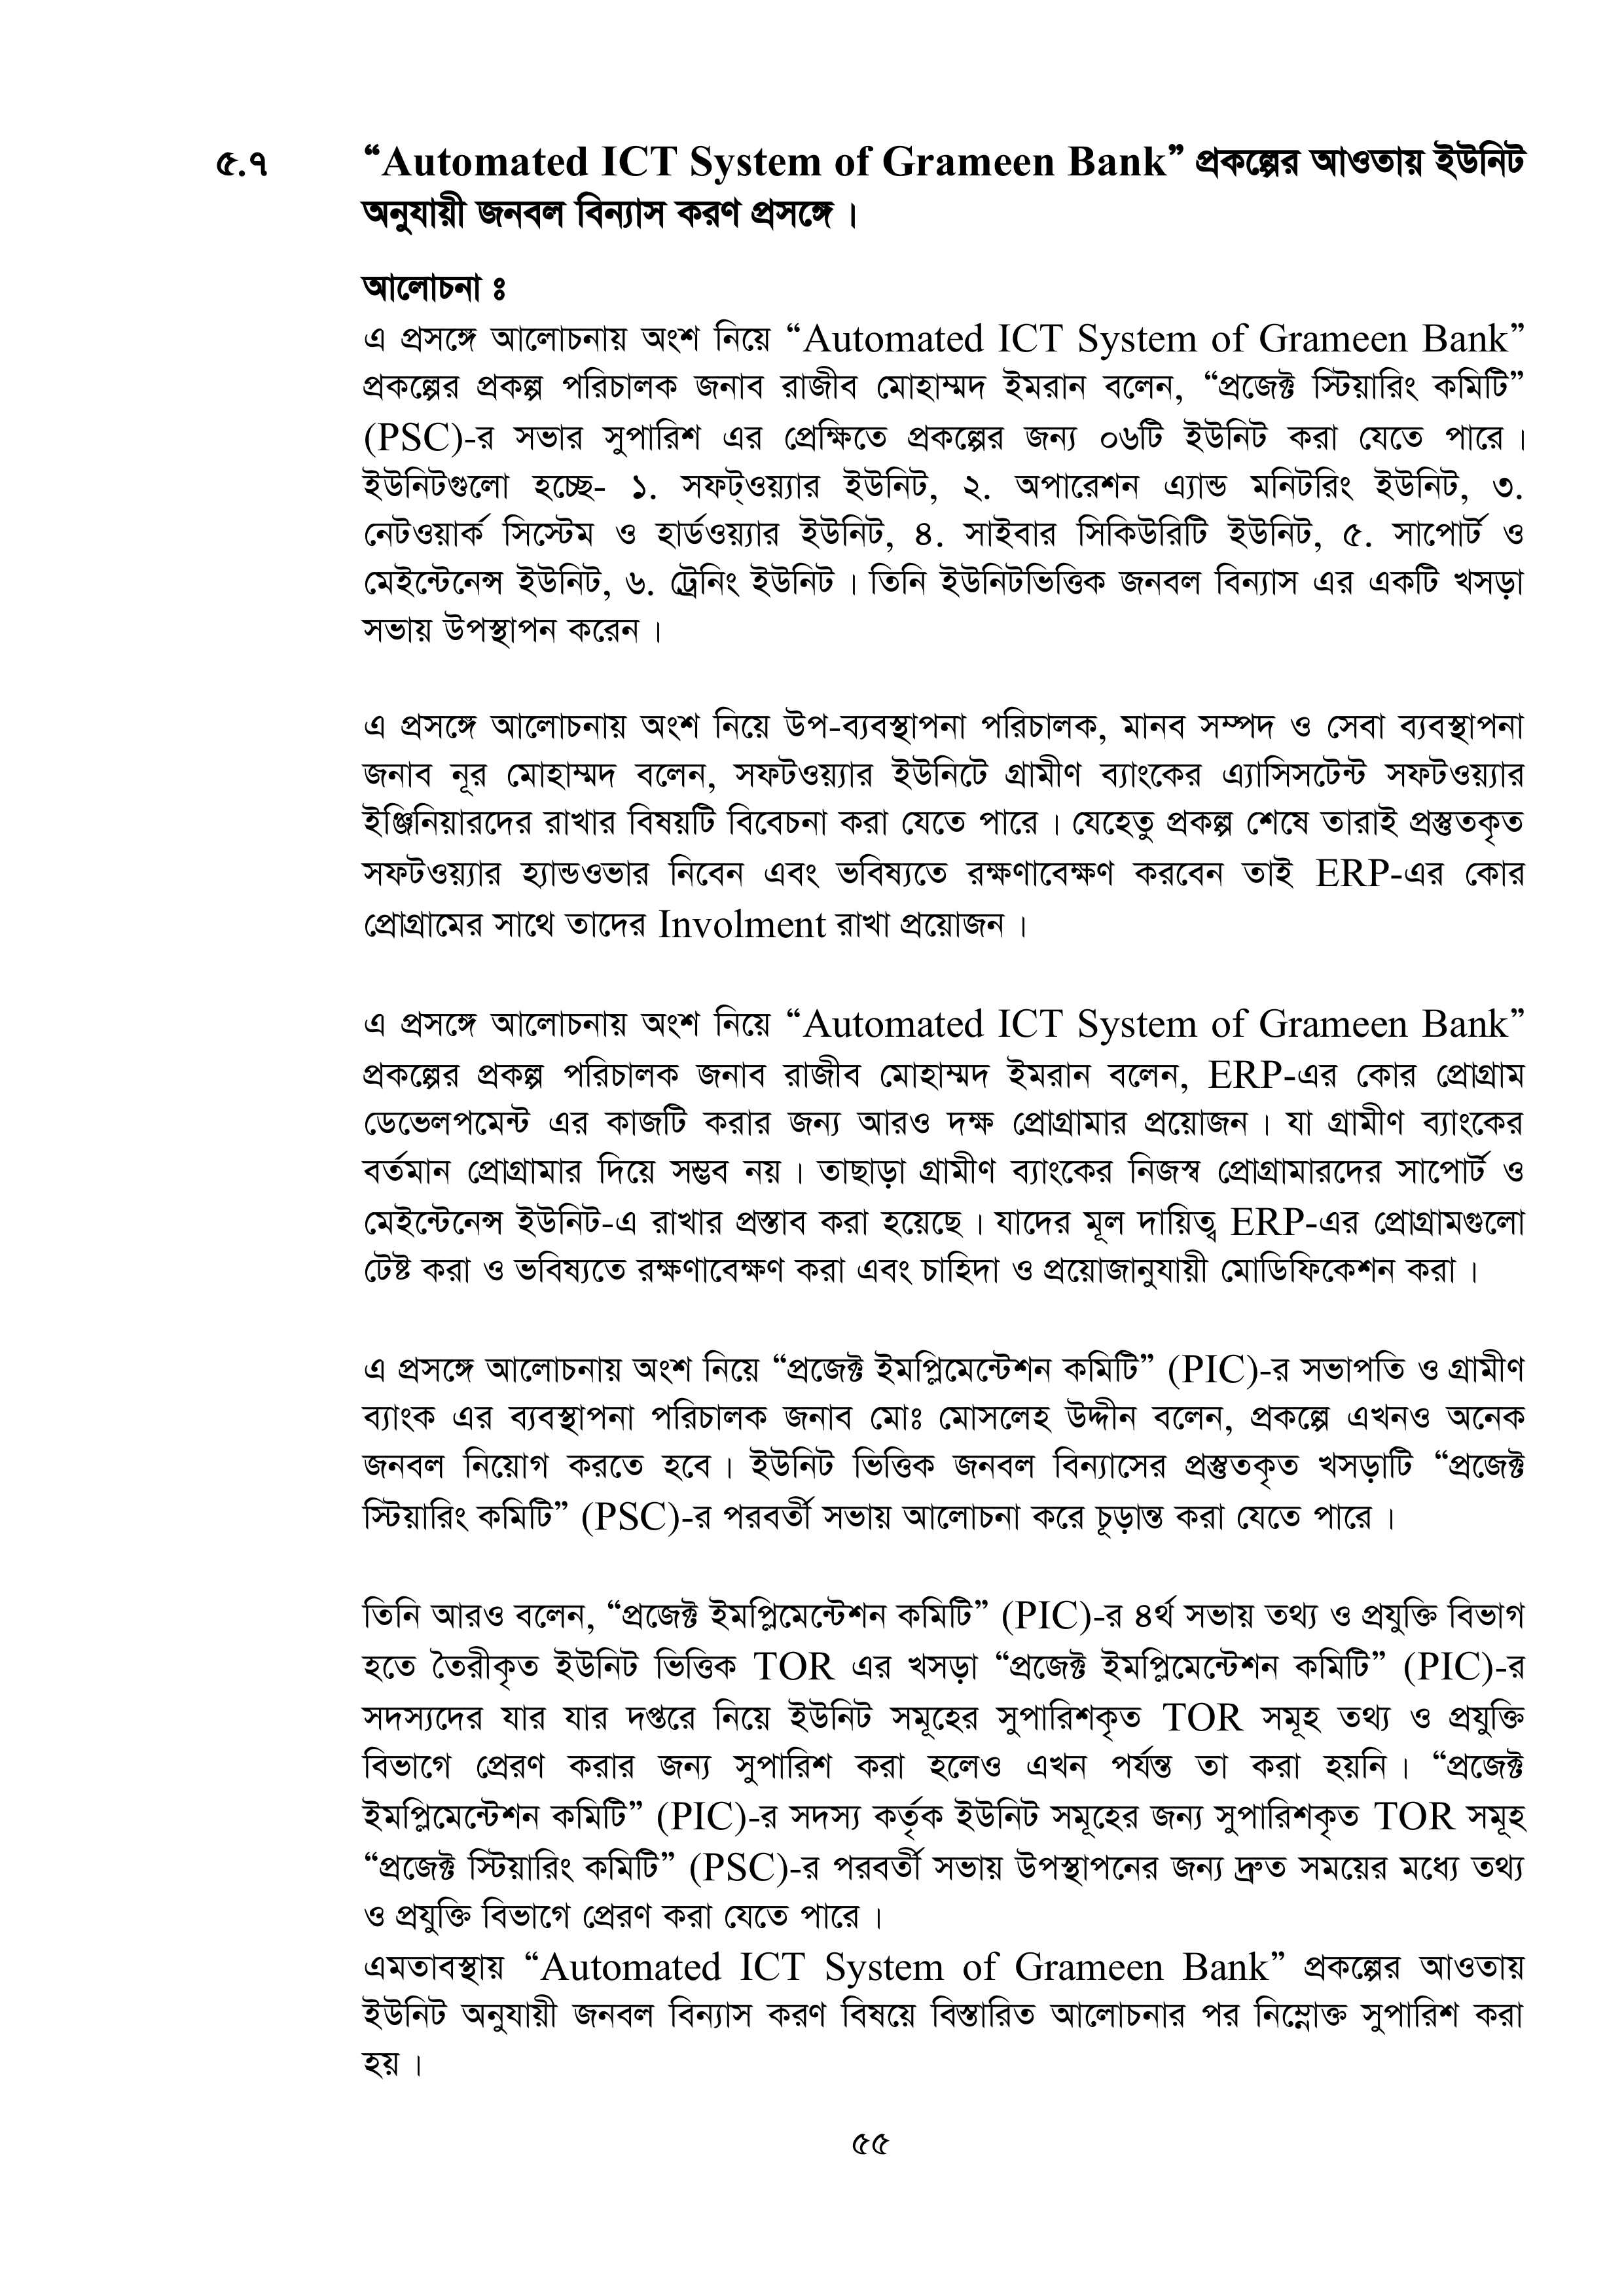 ৫.৭ “Automated ICT System of Grameen Bank” প্রকল্পের আওতায় ইউনিট
অনুযায়ী জনবল বিন্যাস করণ প্রসঙ্গে।
আলোচনা ঃ
এ প্রসঙ্গে আলোচনায় অংশ নিয়ে “Automated ICT System of Grameen Bank”
প্রকল্পের প্রকল্প পরিচালক জনাব রাজীব মোহাম্মদ ইমরান বলেন, “প্রজেক্ট স্টিয়ারিং কমিটি”
(PSC)-র সভার সুপারিশ এর প্রেক্ষিতে প্রকল্পের জন্য ০৬টি ইউনিট করা যেতে পারে।
ইউনিটগুলো হচ্ছে- ১. সফট্ওয়্যার ইউনিট, ২. অপারেশন এ্যান্ড মনিটরিং ইউনিট, ৩.
নেটওয়ার্ক সিস্টেম ও হার্ডওয়্যার ইউনিট, ৪. সাইবার সিকিউরিটি ইউনিট, ৫. সাপোর্ট ও
মেইন্টেনেন্স ইউনিট, ৬. ট্রেনিং ইউনিট। তিনি ইউনিটভিত্তিক জনবল বিন্যাস এর একটি খসড়া
সভায় উপস্থাপন করেন।
এ প্রসঙ্গে আলোচনায় অংশ নিয়ে উপ-ব্যবস্থাপনা পরিচালক, মানব সম্পদ ও সেবা ব্যবস্থাপনা
জনাব নূর মোহাম্মদ বলেন, সফটওয়্যার ইউনিটে গ্রামীণ ব্যাংকের এ্যাসিসটেন্ট সফটওয়্যার
ইঞ্জিনিয়ারদের রাখার বিষয়টি বিবেচনা করা যেতে পারে। যেহেতু প্রকল্প শেষে তারাই প্রস্তুতকৃত
সফটওয়্যার হ্যান্ডওভার নিবেন এবং ভবিষ্যতে রক্ষণাবেক্ষণ করবেন তাই ERP-এর কোর
প্রোগ্রামের সাথে তাদের Involment রাখা প্রয়োজন।
এ প্রসঙ্গে আলোচনায় অংশ নিয়ে “Automated ICT System of Grameen Bank”
প্রকল্পের প্রকল্প পরিচালক জনাব রাজীব মোহাম্মদ ইমরান বলেন, ERP-এর কোর প্রোগ্রাম
ডেভেলপমেন্ট এর কাজটি করার জন্য আরও দক্ষ প্রোগ্রামার প্রয়োজন। যা গ্রামীণ ব্যাংকের
বর্তমান প্রোগ্রামার দিয়ে সম্ভব নয়। তাছাড়া গ্রামীণ ব্যাংকের নিজস্ব প্রোগ্রামারদের সাপোর্ট ও
মেইন্টেনেন্স ইউনিট-এ রাখার প্রস্তাব করা হয়েছে। যাদের মূল দায়িত্ব ERP-এর প্রোগ্রামগুলো
টেষ্ট করা ও ভবিষ্যতে রক্ষণাবেক্ষণ করা এবং চাহিদা ও প্রয়োজানুযায়ী মোডিফিকেশন করা।
এ প্রসঙ্গে আলোচনায় অংশ নিয়ে “প্রজেক্ট ইমপ্লিমেন্টেশন কমিটি” (PIC)-র সভাপতি ও গ্রামীণ
ব্যাংক এর ব্যবস্থাপনা পরিচালক জনাব মোঃ মোসলেহ উদ্দীন বলেন, প্রকল্পে এখনও অনেক
জনবল নিয়োগ করতে হবে। ইউনিট ভিত্তিক জনবল বিন্যাসের প্রস্তুতকৃত খসড়াটি “প্রজেক্ট
স্টিয়ারিং কমিটি” (PSC)-র পরবর্তী সভায় আলোচনা করে চূড়ান্ত করা যেতে পারে।
তিনি আরও বলেন, “প্রজেক্ট ইমপ্লিমেন্টেশন কমিটি” (PIC)-র ৪র্থ সভায় তথ্য ও প্রযুক্তি বিভাগ
হতে তৈরীকৃত ইউনিট ভিত্তিক TOR এর খসড়া “প্রজেক্ট ইমপ্লিমেন্টেশন কমিটি” (PIC)-র
সদস্যদের যার যার দপ্তরে নিয়ে ইউনিট সমূহের সুপারিশকৃত TOR সমূহ তথ্য ও প্রযুক্তি
বিভাগে প্রেরণ করার জন্য সুপারিশ করা হলেও এখন পর্যন্ত তা করা হয়নি। “প্রজেক্ট
ইমপ্লিমেন্টেশন কমিটি” (PIC)-র সদস্য কর্তৃক ইউনিট সমূহের জন্য সুপারিশকৃত TOR সমূহ
“প্রজেক্ট স্টিয়ারিং কমিটি” (PSC)-র পরবর্তী সভায় উপস্থাপনের জন্য দ্রুত সময়ের মধ্যে তথ্য
ও প্রযুক্তি বিভাগে প্রেরণ করা যেতে পারে।
এমতাবস্থায় “Automated ICT System of Grameen Bank” প্রকল্পের আওতায়
ইউনিট অনুযায়ী জনবল বিন্যাস করণ বিষয়ে বিস্তারিত আলোচনার পর নিম্নোক্ত সুপারিশ করা
হয়।
৫৫